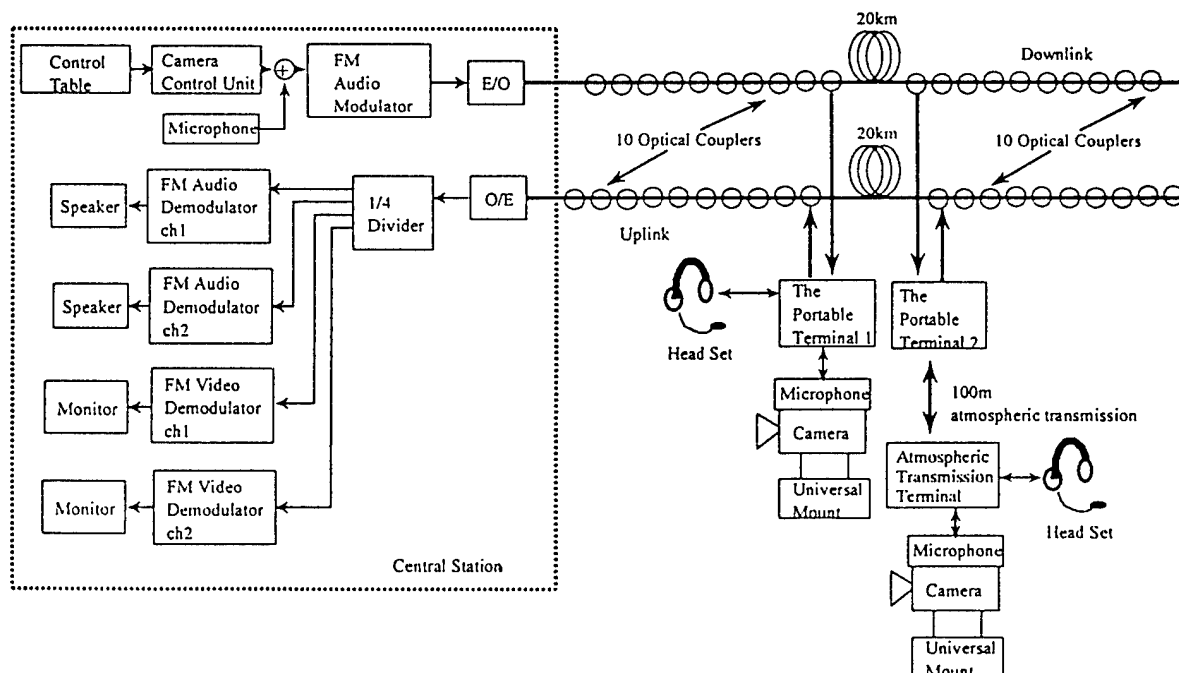 Control
Table
Camera
Control Unit
FM
Audio
Modulator
E/O
Microphone
20km
Downlink
10 Optical Couplers
20km
10 Optical Couplers
Speaker
FM Audio
Demodulator
ch1
1/4
Divider
O/E
Uplink
Speaker
FM Audio
Demodulator
ch2
Head Set
The
Portable
Terminal 1
The
Portable
Terminal 2
Monitor
FM Video
Demodulator
ch1
Microphone
Camera
Universal
Mount
100m
atmospheric transmission
Monitor
FM Video
Demodulator
ch2
Atmospheric
Transmission
Terminal
Head Set
Central Station
Microphone
Camera
Universal
Mount